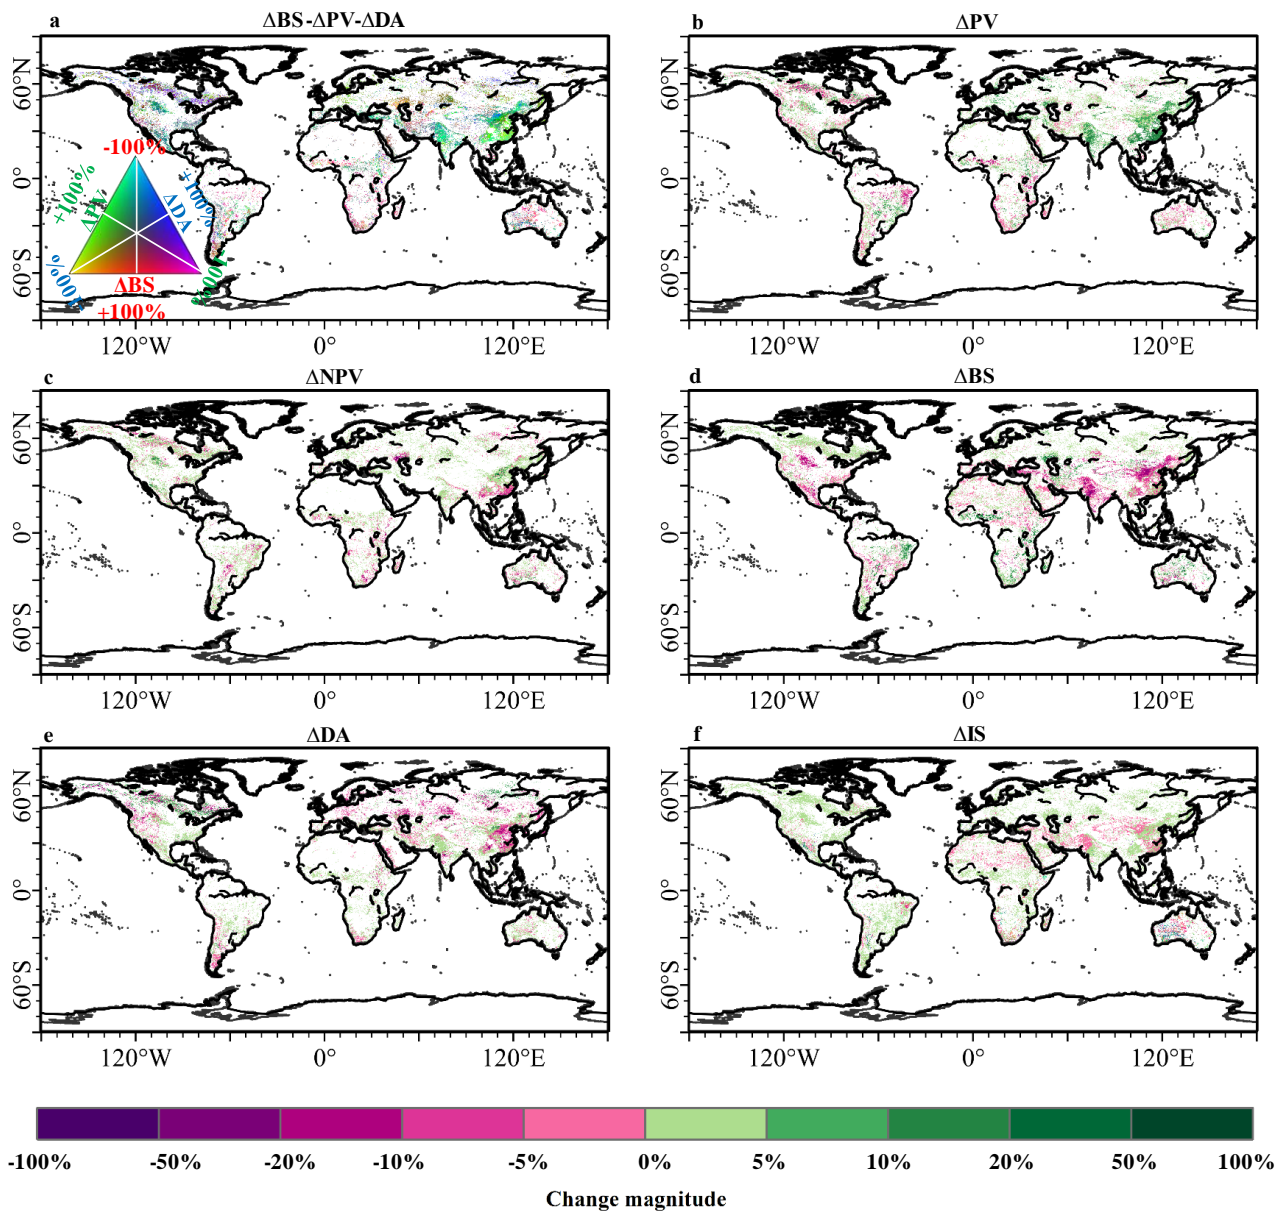 a ΔBS-ΔPV-ΔDA
b ΔPV
60°N
0°
60°S
-100%
+100%
ΔPV
+100%
ΔDA
ΔBS
+100%
120°W 0° 120°E
60°N
0°
60°S
120°W 0° 120°E
c ΔNPV
d ΔBS
60°N
0°
60°S
120°W 0° 120°E
60°N
0°
60°S
120°W 0° 120°E
e ΔDA
f ΔIS
60°N
0°
60°S
120°W 0° 120°E
60°N
0°
60°S
120°W 0° 120°E
-100% -50% -20% -10% -5% 0% 5% 10% 20% 50% 100%
Change magnitude